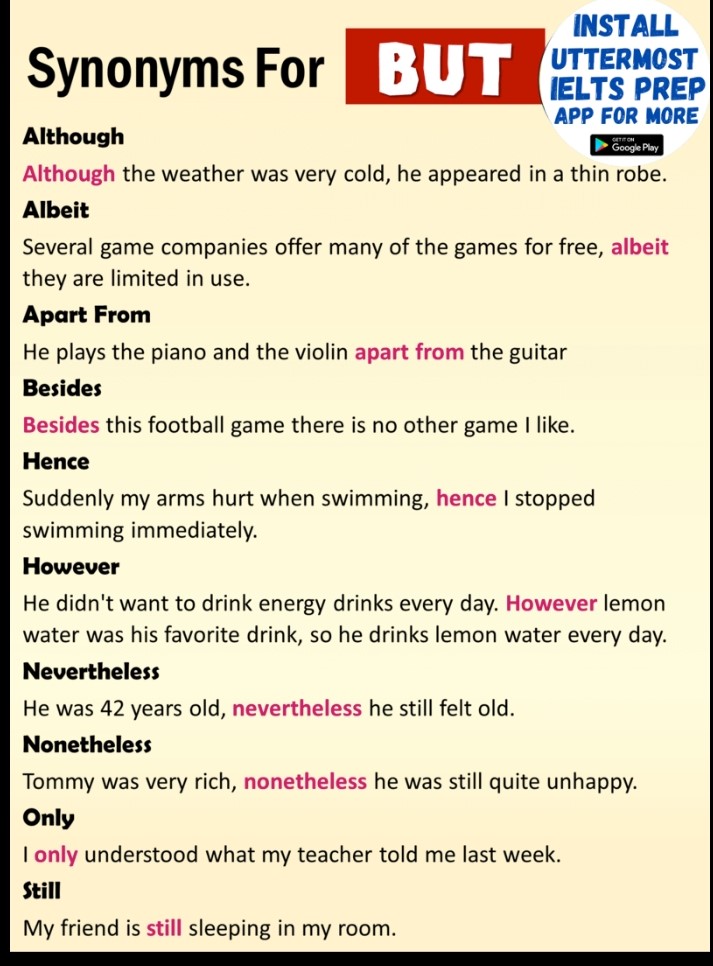 Synonyms For BUT
INSTALL
UTTERMOST
IELTS PREP
APP FOR MORE
GET IT ON
Google Play
Although
Although the weather was very cold, he appeared in a thin robe.
Albeit
Several game companies offer many of the games for free, albeit
they are limited in use.
Apart From
He plays the piano and the violin apart from the guitar
Besides
Besides this football game there is no other game I like.
Hence
Suddenly my arms hurt when swimming, hence I stopped
swimming immediately.
However
He didn't want to drink energy drinks every day. However lemon
water was his favorite drink, so he drinks lemon water every day.
Nevertheless
He was 42 years old, nevertheless he still felt old.
Nonetheless
Tommy was very rich, nonetheless he was still quite unhappy.
Only
I only understood what my teacher told me last week.
Still
My friend is still sleeping in my room.